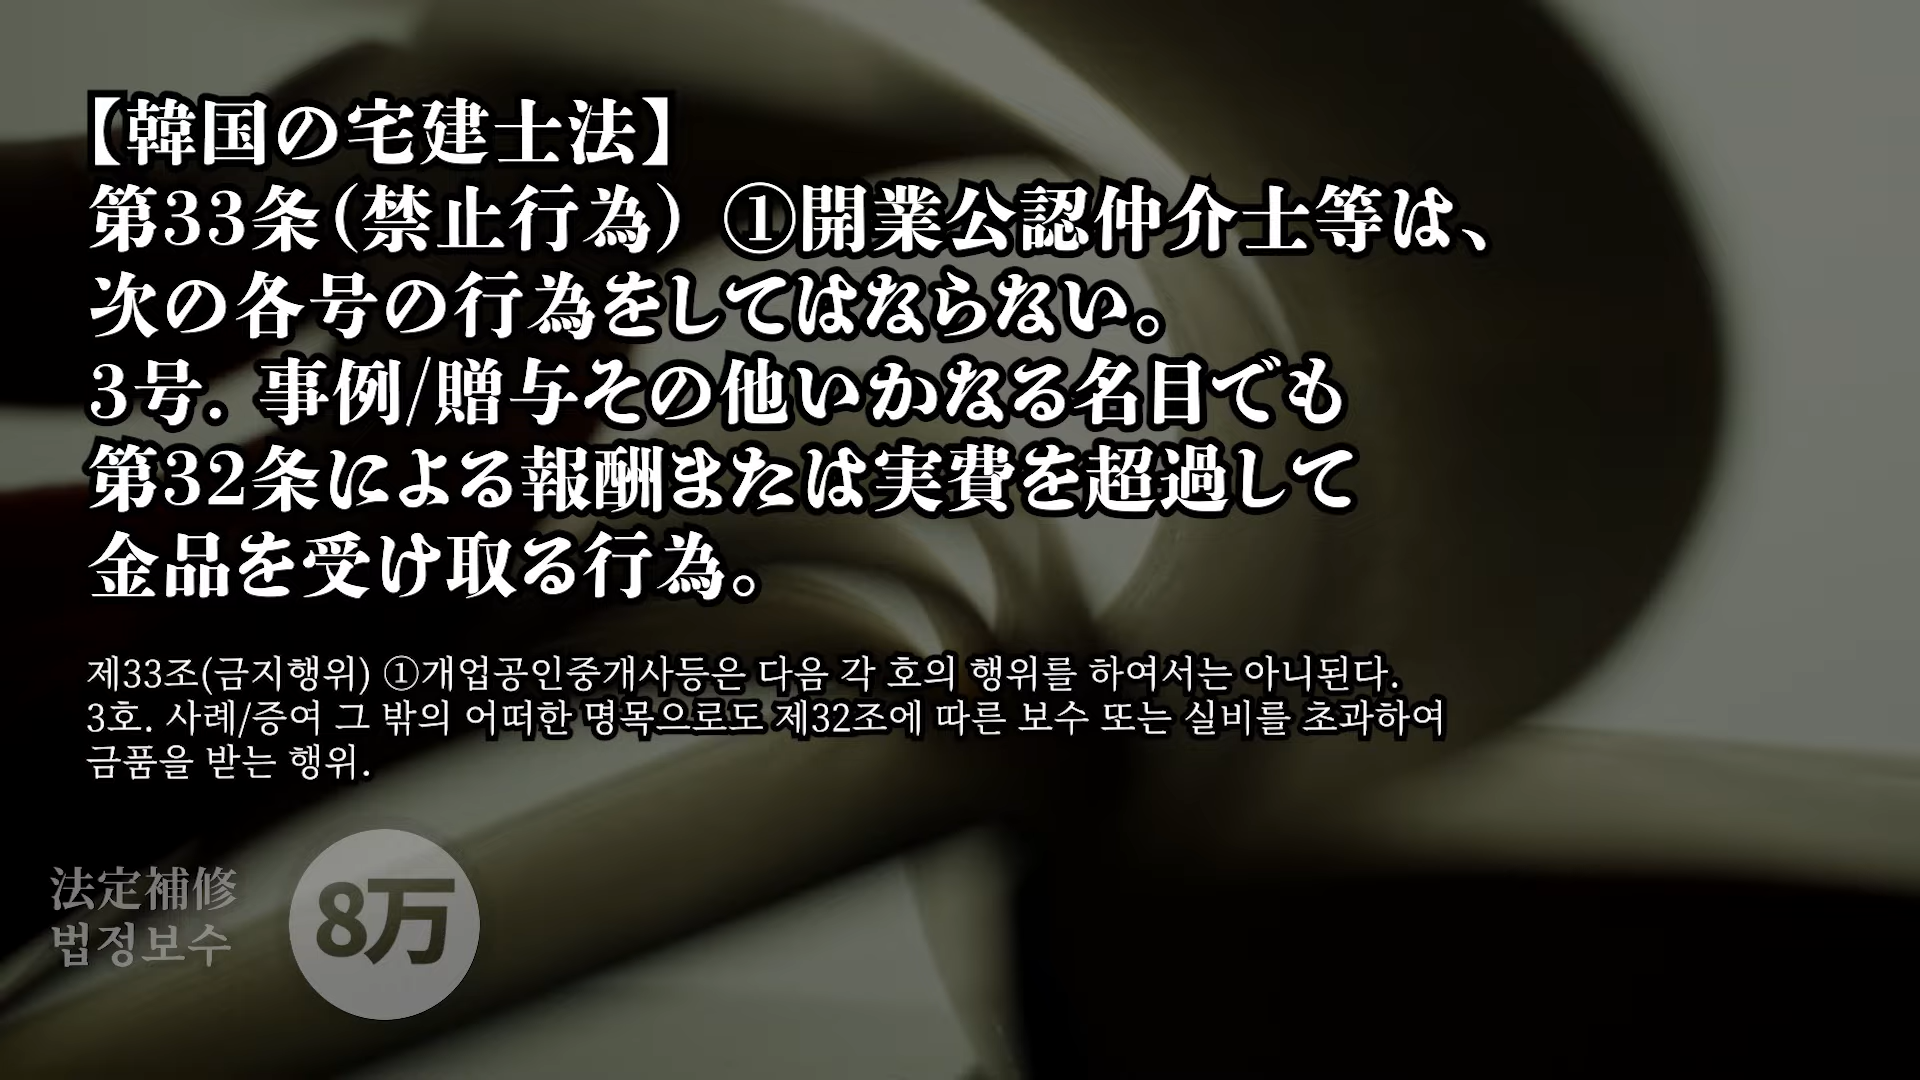 【韓国の宅建士法】
第33条(禁止行為) ①開業公認仲介士等は、
次の各号の行為をしてはならない。
3号. 事例/贈与その他いかなる名目でも
第32条による報酬または実費を超過して
金品を受け取る行為。
제33조(금지행위) ①개업공인중개사등은 다음 각 호의 행위를 하여서는 아니된다.
3호. 사례/증여 그 밖의 어떠한 명목으로도 제32조에 따른 보수 또는 실비를 초과하여
금품을 받는 행위.
法定補修
법정보수
8万